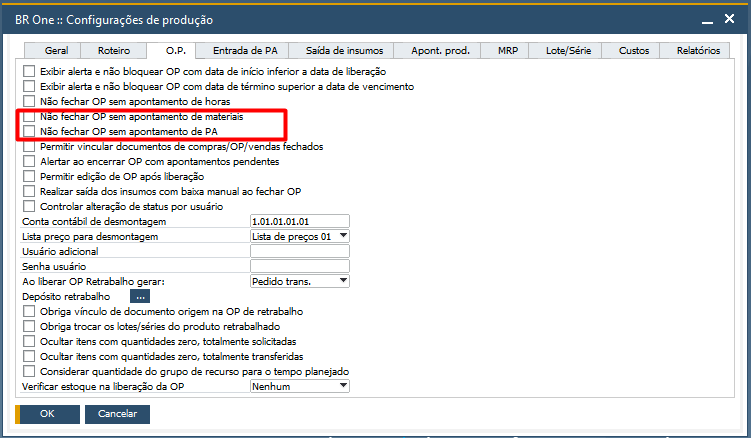 BR One :: Configurações de produção
Geral Roteiro O.P. Entrada de PA Saída de insumos Apont. prod. MRP Lote/Série Custos Relatórios
Exibir alerta e não bloquear OP com data de início inferior a data de liberação
Exibir alerta e não bloquear OP com data de término superior a data de vencimento
Não fechar OP sem apontamento de horas
Não fechar OP sem apontamento de materiais
Não fechar OP sem apontamento de PA
Permitir vincular documentos de compras/OP/vendas fechados
Alertar ao encerrar OP com apontamentos pendentes
Permitir edição de OP após liberação
Realizar saída dos insumos com baixa manual ao fechar OP
Controlar alteração de status por usuário
Conta contábil de desmontagem 1.01.01.01.01
Lista preço para desmontagem Lista de preços 01
Usuário adicional
Senha usuário
Ao liberar OP Retrabalho gerar: Pedido trans.
Depósito retrabalho ...
Obriga vínculo de documento origem na OP de retrabalho
Obriga trocar os lotes/séries do produto retrabalhado
Ocultar itens com quantidades zero, totalmente solicitadas
Ocultar itens com quantidades zero, totalmente transferidas
Considerar quantidade do grupo de recurso para o tempo planejado
Verificar estoque na liberação da OP Nenhum
OK Cancelar